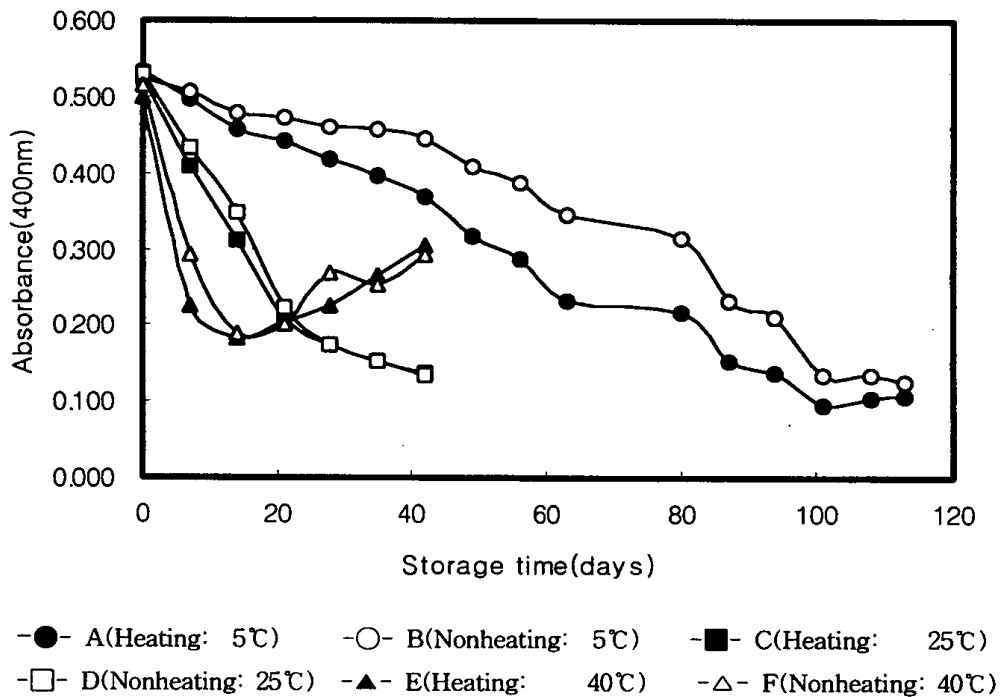 0.600
0.500
0.400
0.300
0.200
0.100
0.000
Absorbance(400nm)
0 20 40 60 80 100 120
Storage time(days)
A(Heating: 5℃) B(Nonheating: 5℃) C(Heating: 25℃)
D(Nonheating: 25℃) E(Heating: 40℃) F(Nonheating: 40℃)